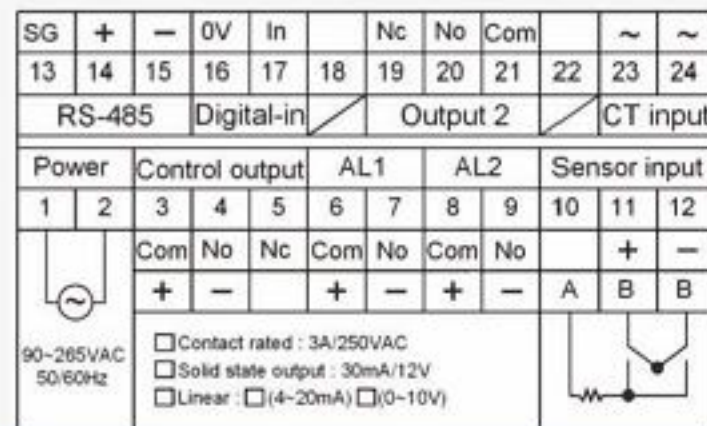 SG + − 0V In Nc No Com ~ ~
13 14 15 16 17 18 19 20 21 22 23 24
RS-485 Digital-in Output 2 CT input
Power Control output AL1 AL2 Sensor input
1 2 3 4 5 6 7 8 9 10 11 12
Com No Nc Com No Com No + −
+ − + − + − A B B
~
90~265VAC
50/60Hz
□Contact rated : 3A/250VAC
□Solid state output : 30mA/12V
□Linear : □(4~20mA) □(0~10V)